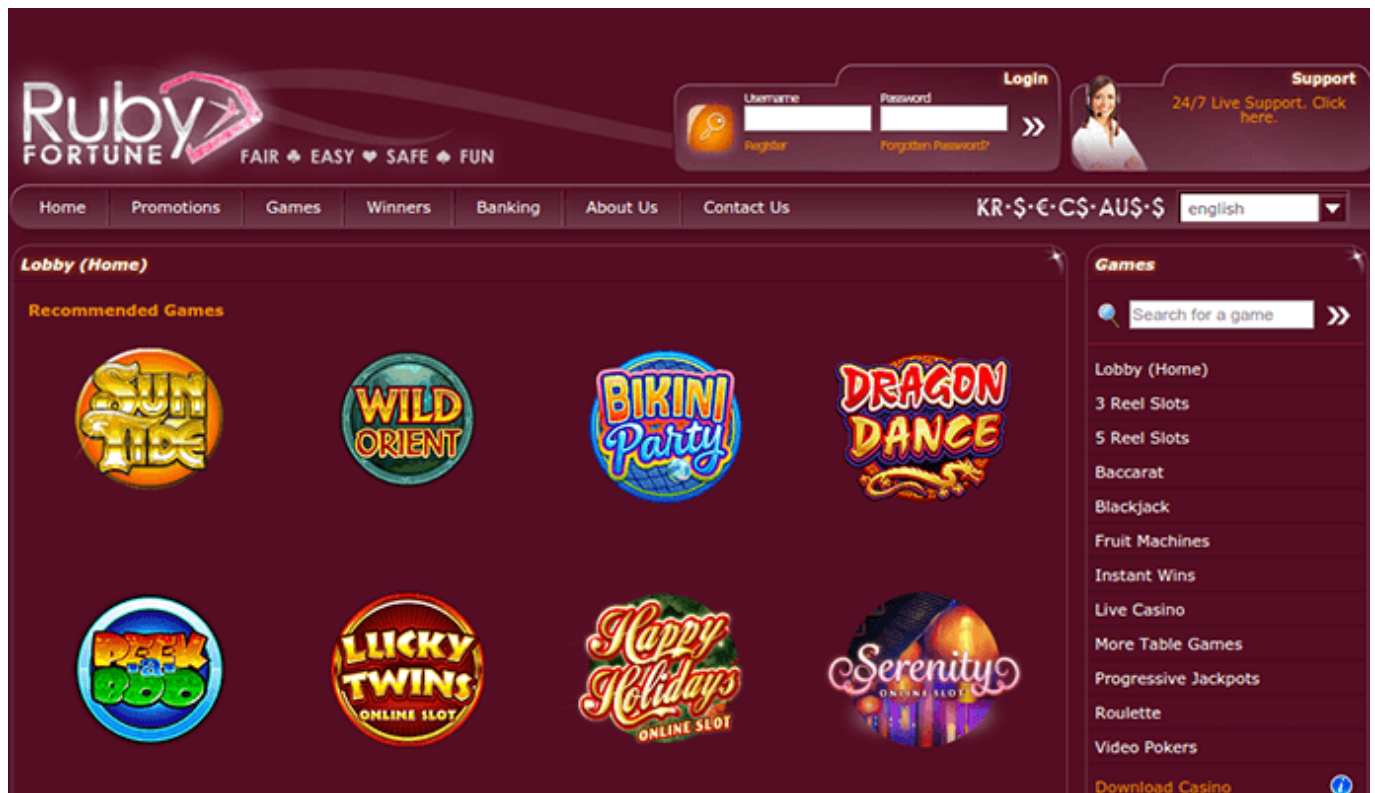 Ruby
FORTUNE
FAIR ♣ EASY ♥ SAFE ♠ FUN
Login
Username Password
Register Forgotten Password?
Support
24/7 Live Support. Click
here.
Home Promotions Games Winners Banking About Us Contact Us
KR·$·€·C$·AU$·$ english
Lobby (Home)
Recommended Games
SUN
TIDE
WILD
ORIENT
BIKINI
Party
DRAGON
DANCE
PEEK
·a·
BOO
LUCKY
TWINS
ONLINE SLOT
Happy
Holidays
ONLINE SLOT
Serenity
ONLINE SLOT
Games
Search for a game
Lobby (Home)
3 Reel Slots
5 Reel Slots
Baccarat
Blackjack
Fruit Machines
Instant Wins
Live Casino
More Table Games
Progressive Jackpots
Roulette
Video Pokers
Download Casino